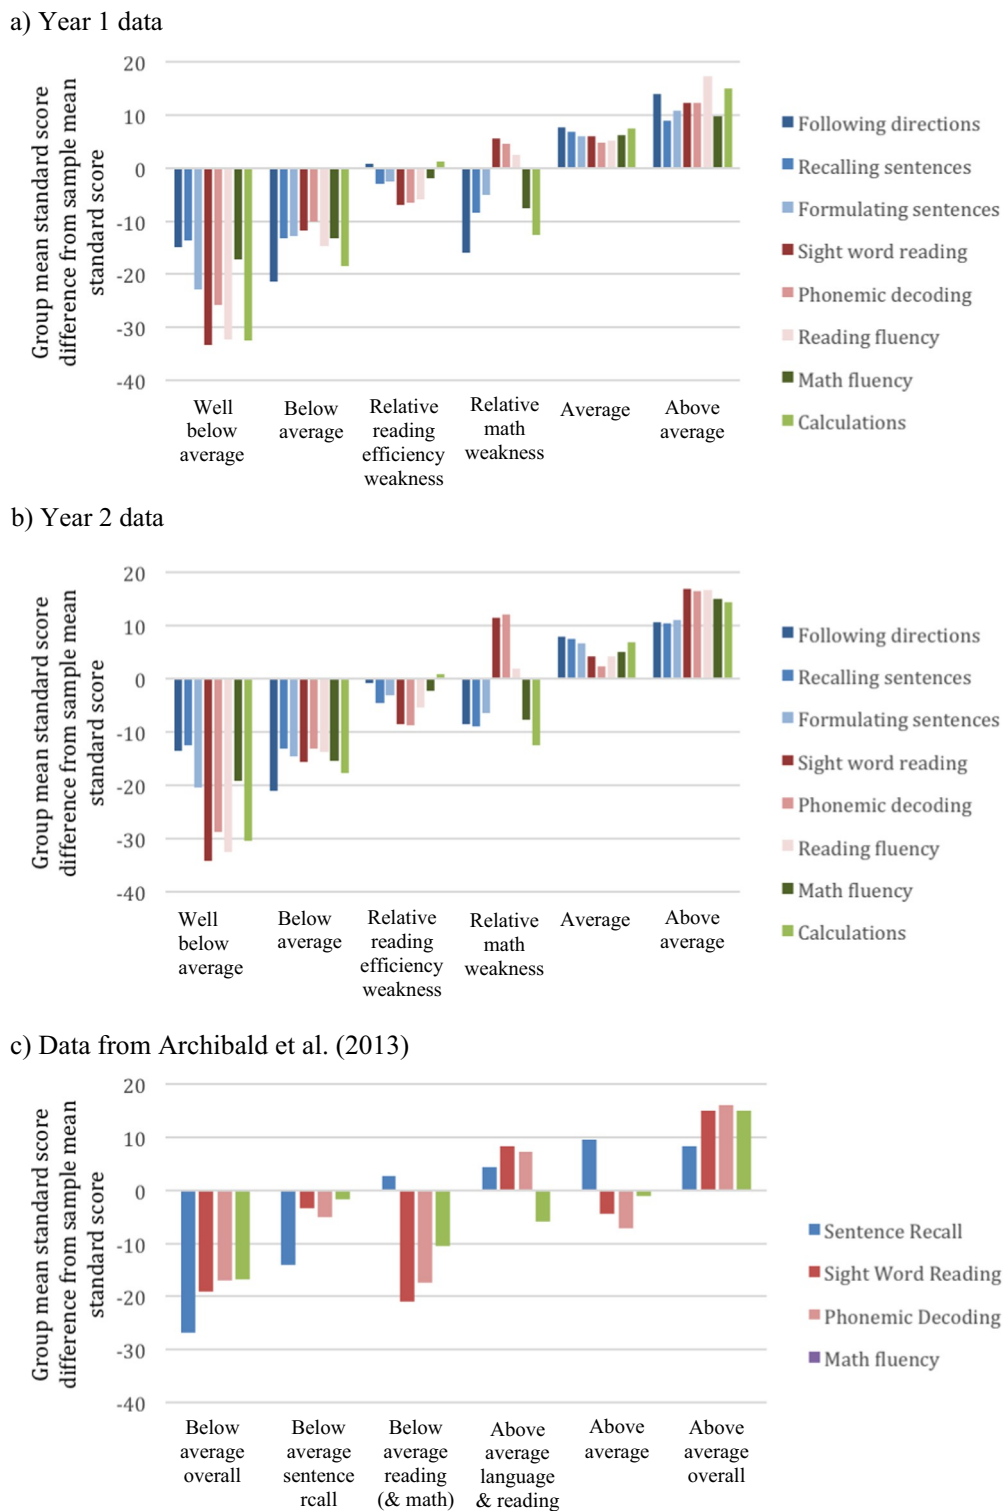 a) Year 1 data
Group mean standard score
difference from sample mean
standard score
20
10
0
-10
-20
-30
-40
Well
below
average
Below
average
Relative
reading
efficiency
weakness
Relative
math
weakness
Average
Above
average
Following directions
Recalling sentences
Formulating sentences
Sight word reading
Phonemic decoding
Reading fluency
Math fluency
Calculations
b) Year 2 data
Group mean standard score
difference from sample mean
standard score
20
10
0
-10
-20
-30
-40
Well
below
average
Below
average
Relative
reading
efficiency
weakness
Relative
math
weakness
Average
Above
average
Following directions
Recalling sentences
Formulating sentences
Sight word reading
Phonemic decoding
Reading fluency
Math fluency
Calculations
c) Data from Archibald et al. (2013)
Group mean standard score
difference from sample mean
standard score
20
10
0
-10
-20
-30
-40
Below
average
overall
Below
average
sentence
rcall
Below
average
reading
(& math)
Above
average
language
& reading
Above
average
Above
average
overall
Sentence Recall
Sight Word Reading
Phonemic Decoding
Math fluency